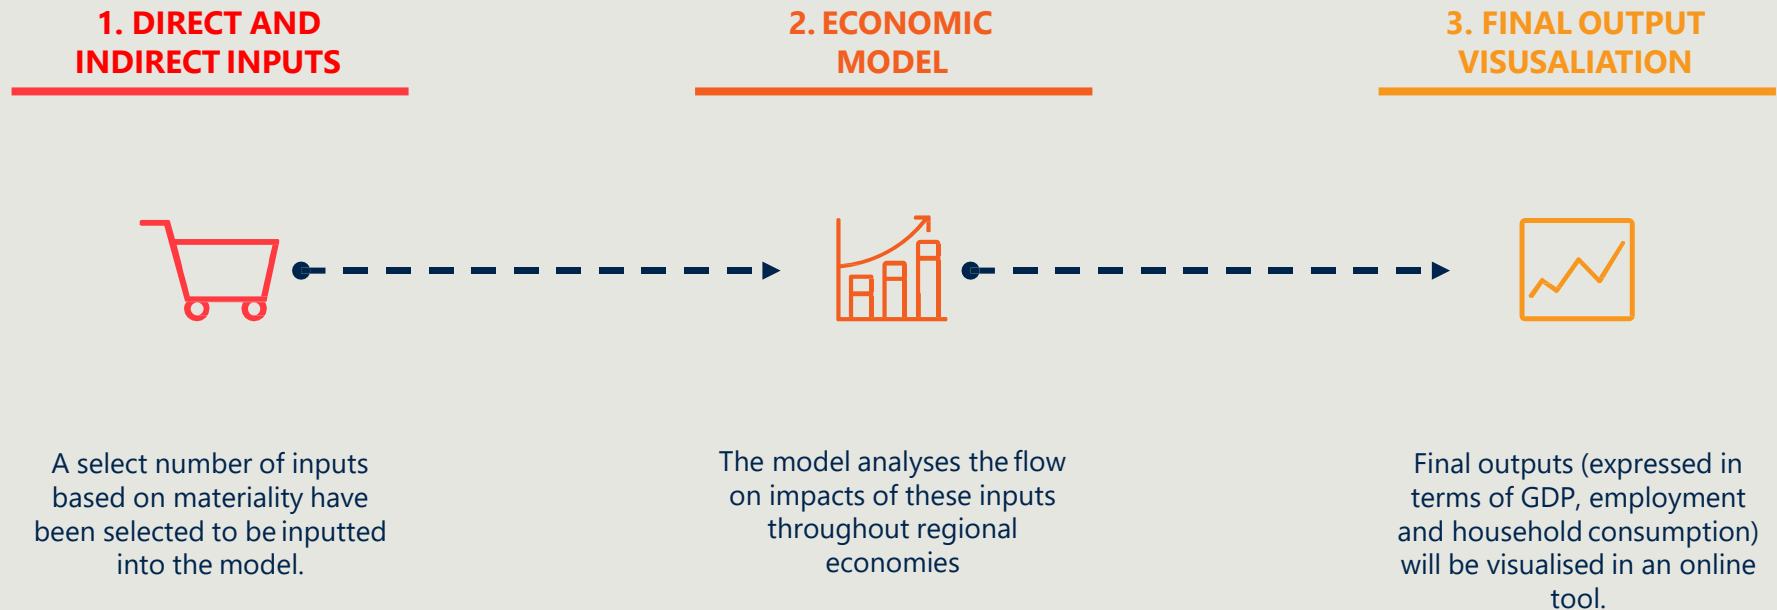 1. DIRECT AND
INDIRECT INPUTS
2. ECONOMIC
MODEL
3. FINAL OUTPUT
VISUSALIATION
A select number of inputs
based on materiality have
been selected to be inputted
into the model.
The model analyses the flow
on impacts of these inputs
throughout regional
economies
Final outputs (expressed in
terms of GDP, employment
and household consumption)
will be visualised in an online
tool.